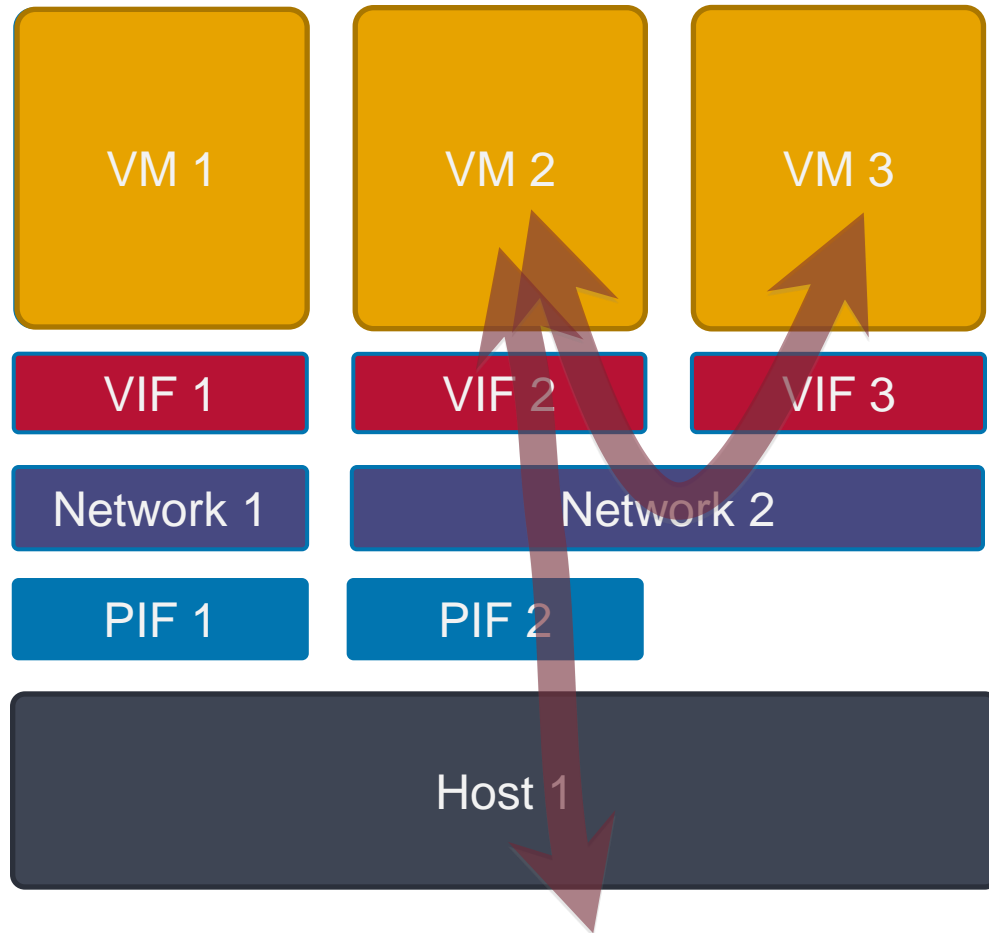 VM 1
VM 2
VM 3
VIF 1
VIF 2
VIF 3
Network 1
Network 2
PIF 1
PIF 2
Host 1